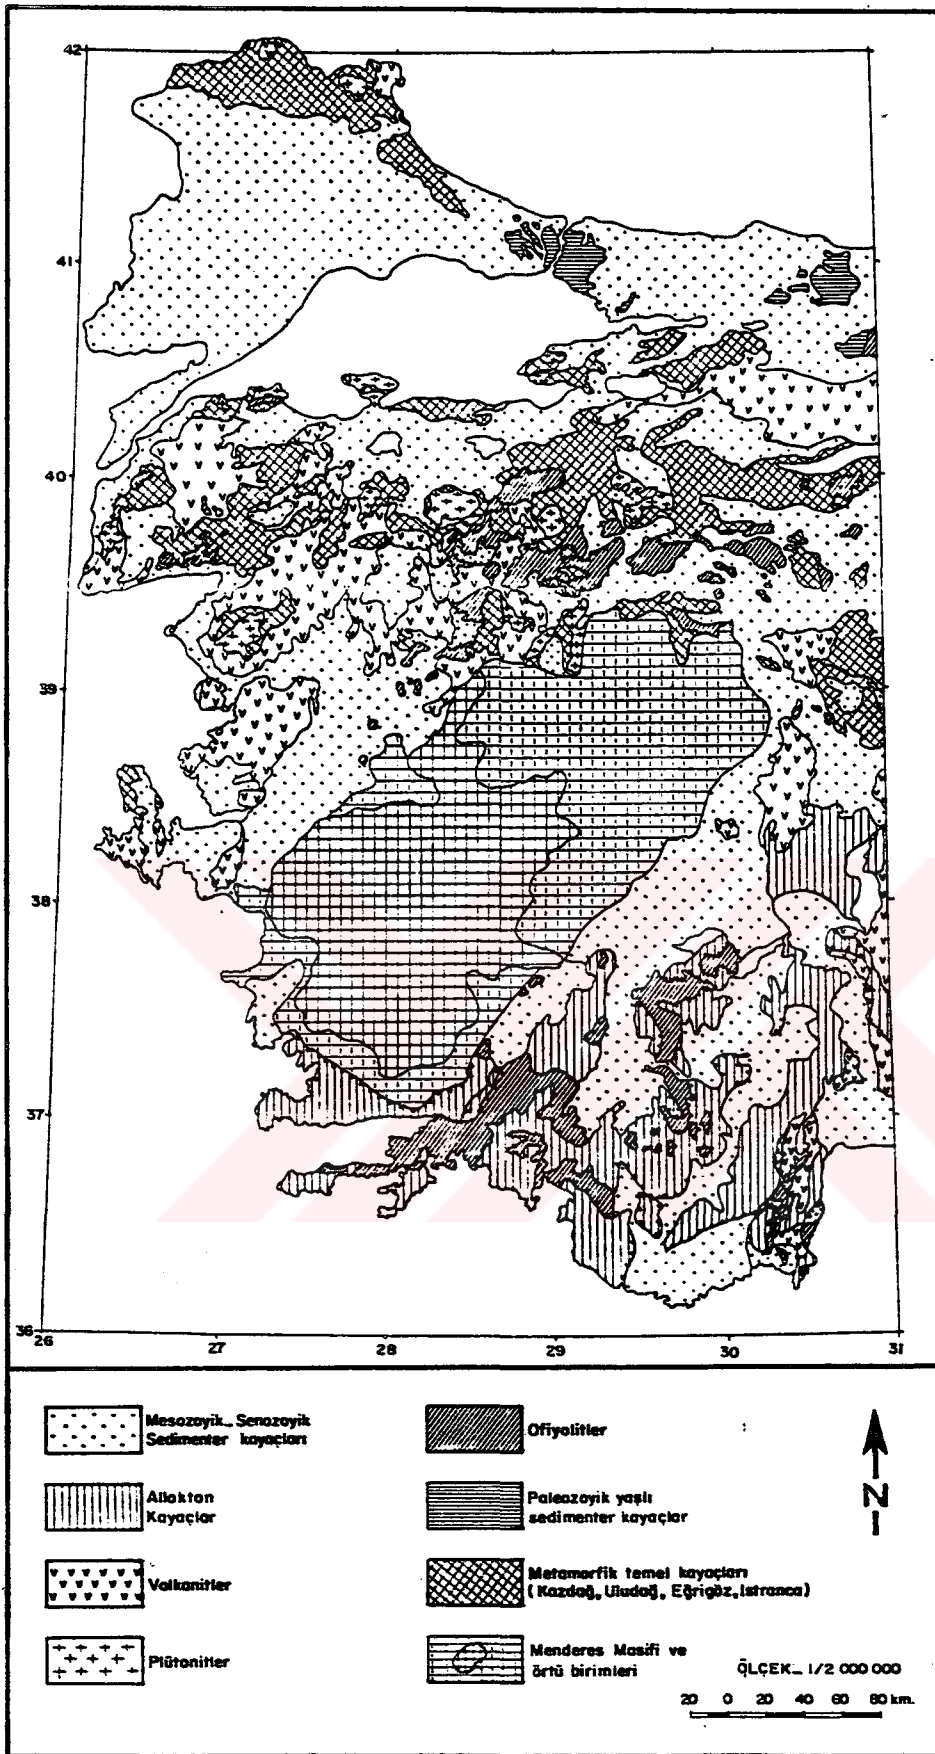 42
41
40
39
38
37
36
26
27
28
29
30
31
Mesozoyik_ Senozoyik
Sedimenter kayaçları
Allokton
Kayaçlar
Volkanitler
Plütonitler
Ofiyolitler
Paleozoyik yaşlı
sedimenter kayaçlar
Metamorfik temel kayaçları
( Kazdağ, Uludağ, Eğrigöz, Istranca)
Menderes Masifi ve
örtü birimleri
N
ÖLÇEK_ 1/2 000 000
20 0 20 40 60 80 km.